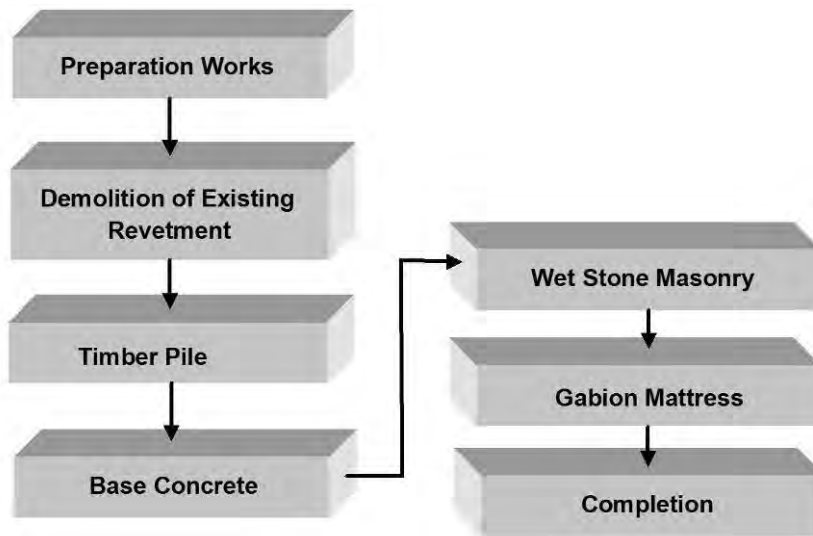 Preparation Works
Demolition of Existing
Revetment
Timber Pile
Base Concrete
Wet Stone Masonry
Gabion Mattress
Completion